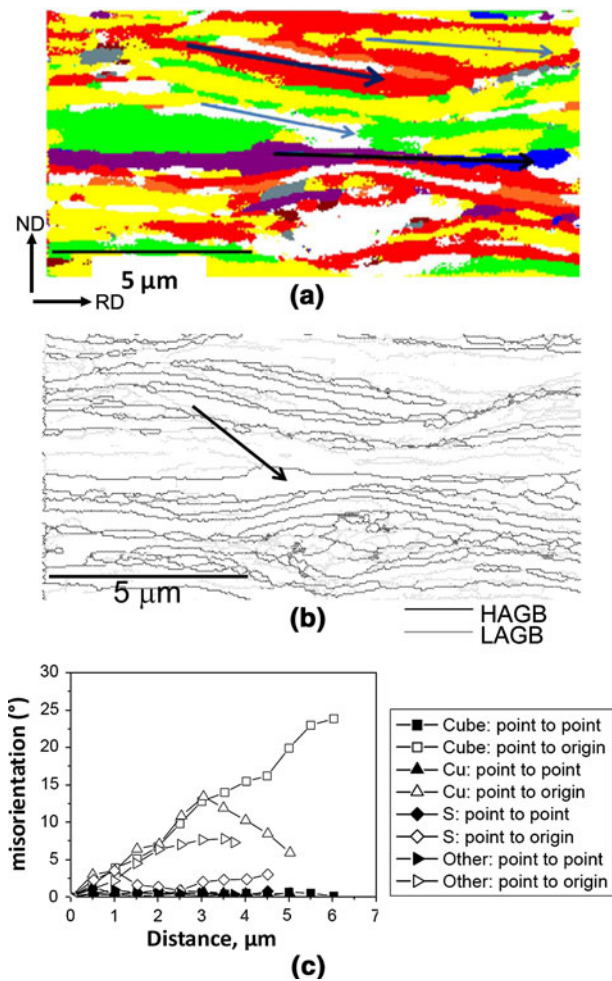 (a)
ND
RD
5 μm
(b)
5 μm
HAGB
LAGB
30
25
20
15
10
5
0
misorientation (°)
0 1 2 3 4 5 6 7
Distance, μm
Cube: point to point
Cube: point to origin
Cu: point to point
Cu: point to origin
S: point to point
S: point to origin
Other: point to point
Other: point to origin
(c)